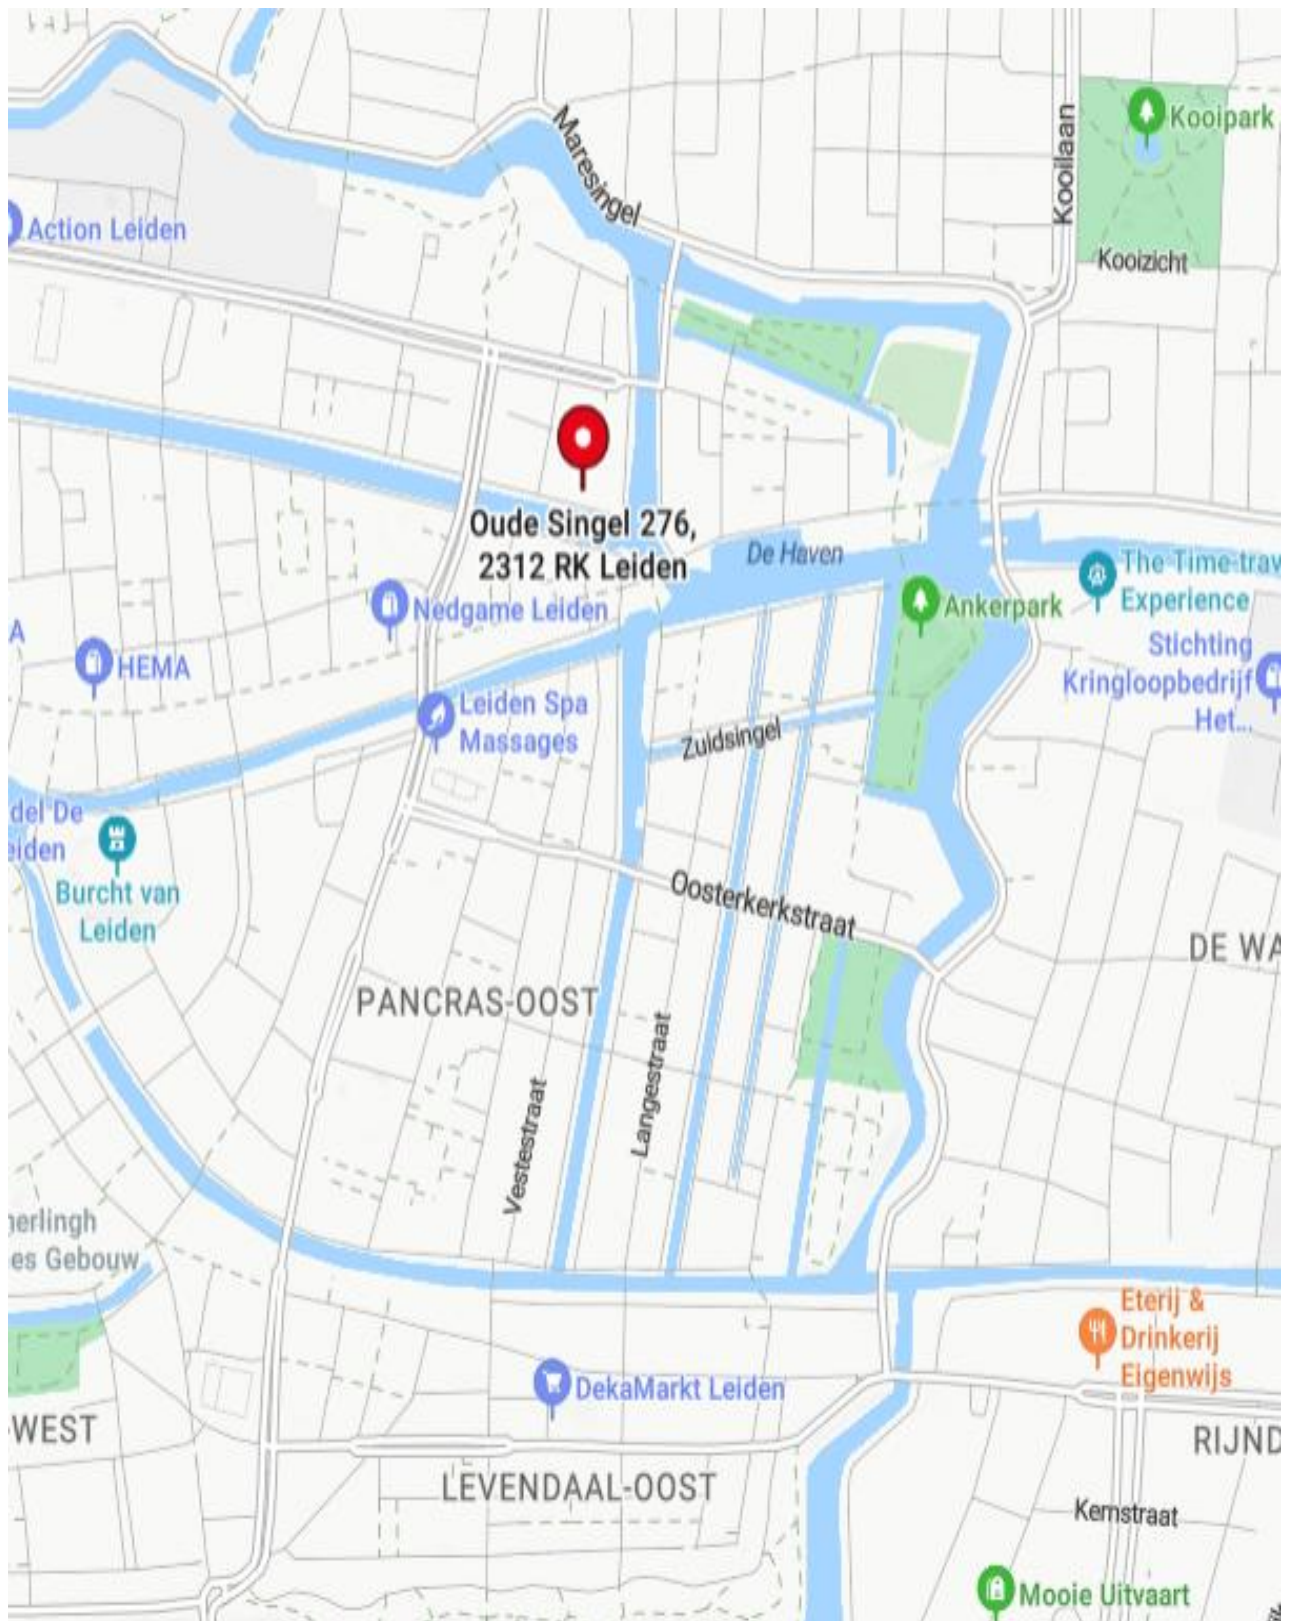 Maresingel
Kooilaan
Kooipark
Kooizicht
Action Leiden
Oude Singel 276,
2312 RK Leiden
De Haven
The Time-trav
Experience
Ankerpark
Nedgame Leiden
A
HEMA
Stichting
Kringloopbedrijf
Het...
Leiden Spa
Massages
Zuidsingel
del De
eiden
Burcht van
Leiden
Oosterkerkstraat
DE WA
PANCRAS-OOST
Langestraat
Vestestraat
nerlingh
es Gebouw
Eterij &
Drinkerij
Eigenwijs
DekaMarkt Leiden
-WEST
RIJND
LEVENDAAL-OOST
Kernstraat
Mooie Uitvaart